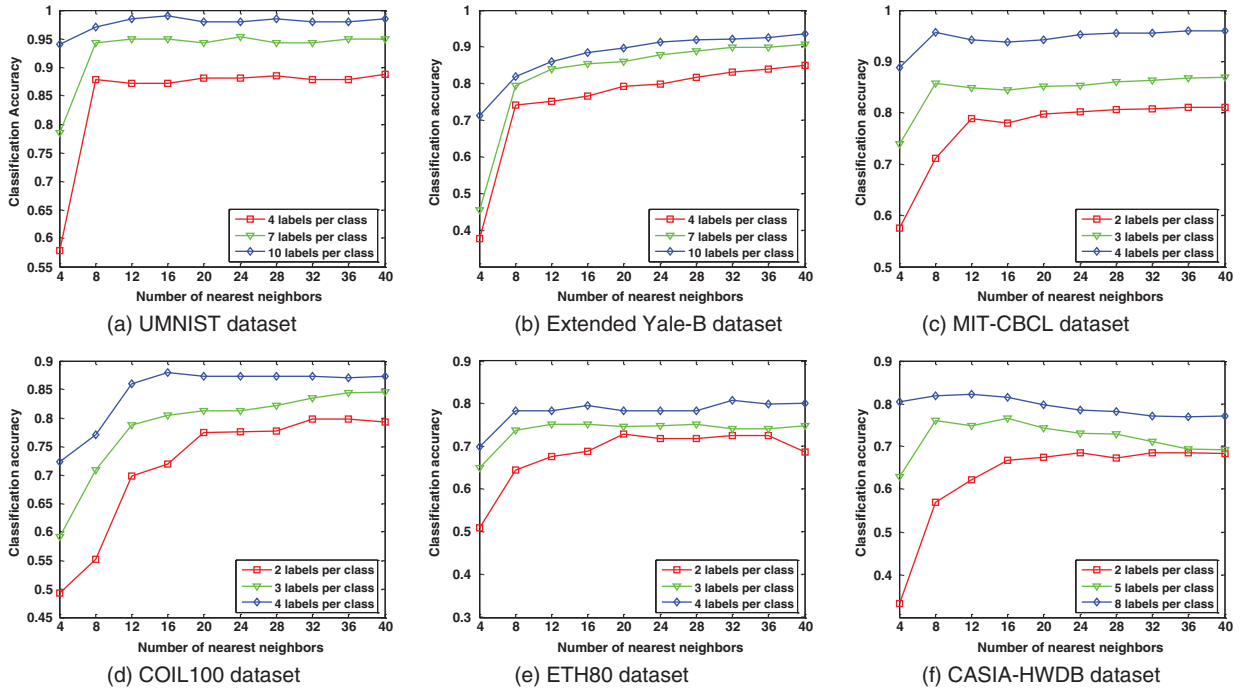 1
0.95
0.9
0.85
0.8
0.75
0.7
0.65
0.6
0.55
Classification Accuracy
4 labels per class
7 labels per class
10 labels per class
4 8 12 16 20 24 28 32 36 40
Number of nearest neighbors
(a) UMNIST dataset
1
0.9
0.8
0.7
0.6
0.5
0.4
Classification accuracy
4 labels per class
7 labels per class
10 labels per class
4 8 12 16 20 24 28 32 36 40
Number of nearest neighbors
(b) Extended Yale-B dataset
1
0.9
0.8
0.7
0.6
0.5
Classification accuracy
2 labels per class
3 labels per class
4 labels per class
4 8 12 16 20 24 28 32 36 40
Number of nearest neighbors
(c) MIT-CBCL dataset
0.9
0.85
0.8
0.75
0.7
0.65
0.6
0.55
0.5
0.45
Classification accuracy
2 labels per class
3 labels per class
4 labels per class
4 8 12 16 20 24 28 32 36 40
Number of nearest neighbors
(d) COIL100 dataset
0.9
0.8
0.7
0.6
0.5
0.4
0.3
Classification accuracy
2 labels per class
3 labels per class
4 labels per class
4 8 12 16 20 24 28 32 36 40
Number of nearest neighbors
(e) ETH80 dataset
0.9
0.8
0.7
0.6
0.5
0.4
Classification accuracy
2 labels per class
5 labels per class
8 labels per class
4 8 12 16 20 24 28 32 36 40
Number of nearest neighbors
(f) CASIA-HWDB dataset